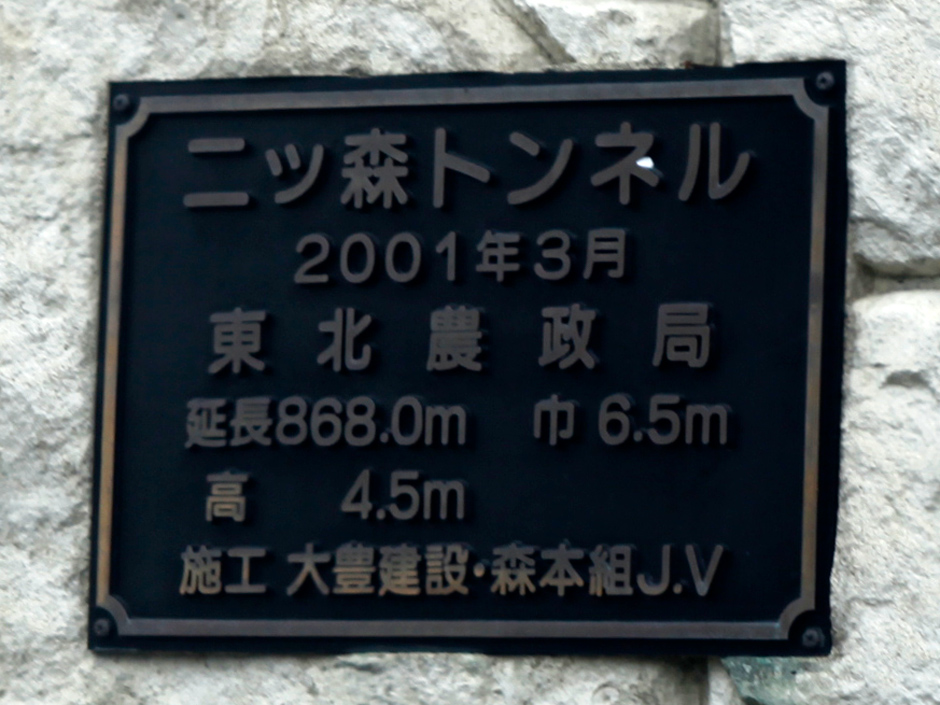 二ッ森トンネル
2001年3月
東北農政局
延長868.0m 巾6.5m
高 4.5m
施工 大豊建設・森本組J.V